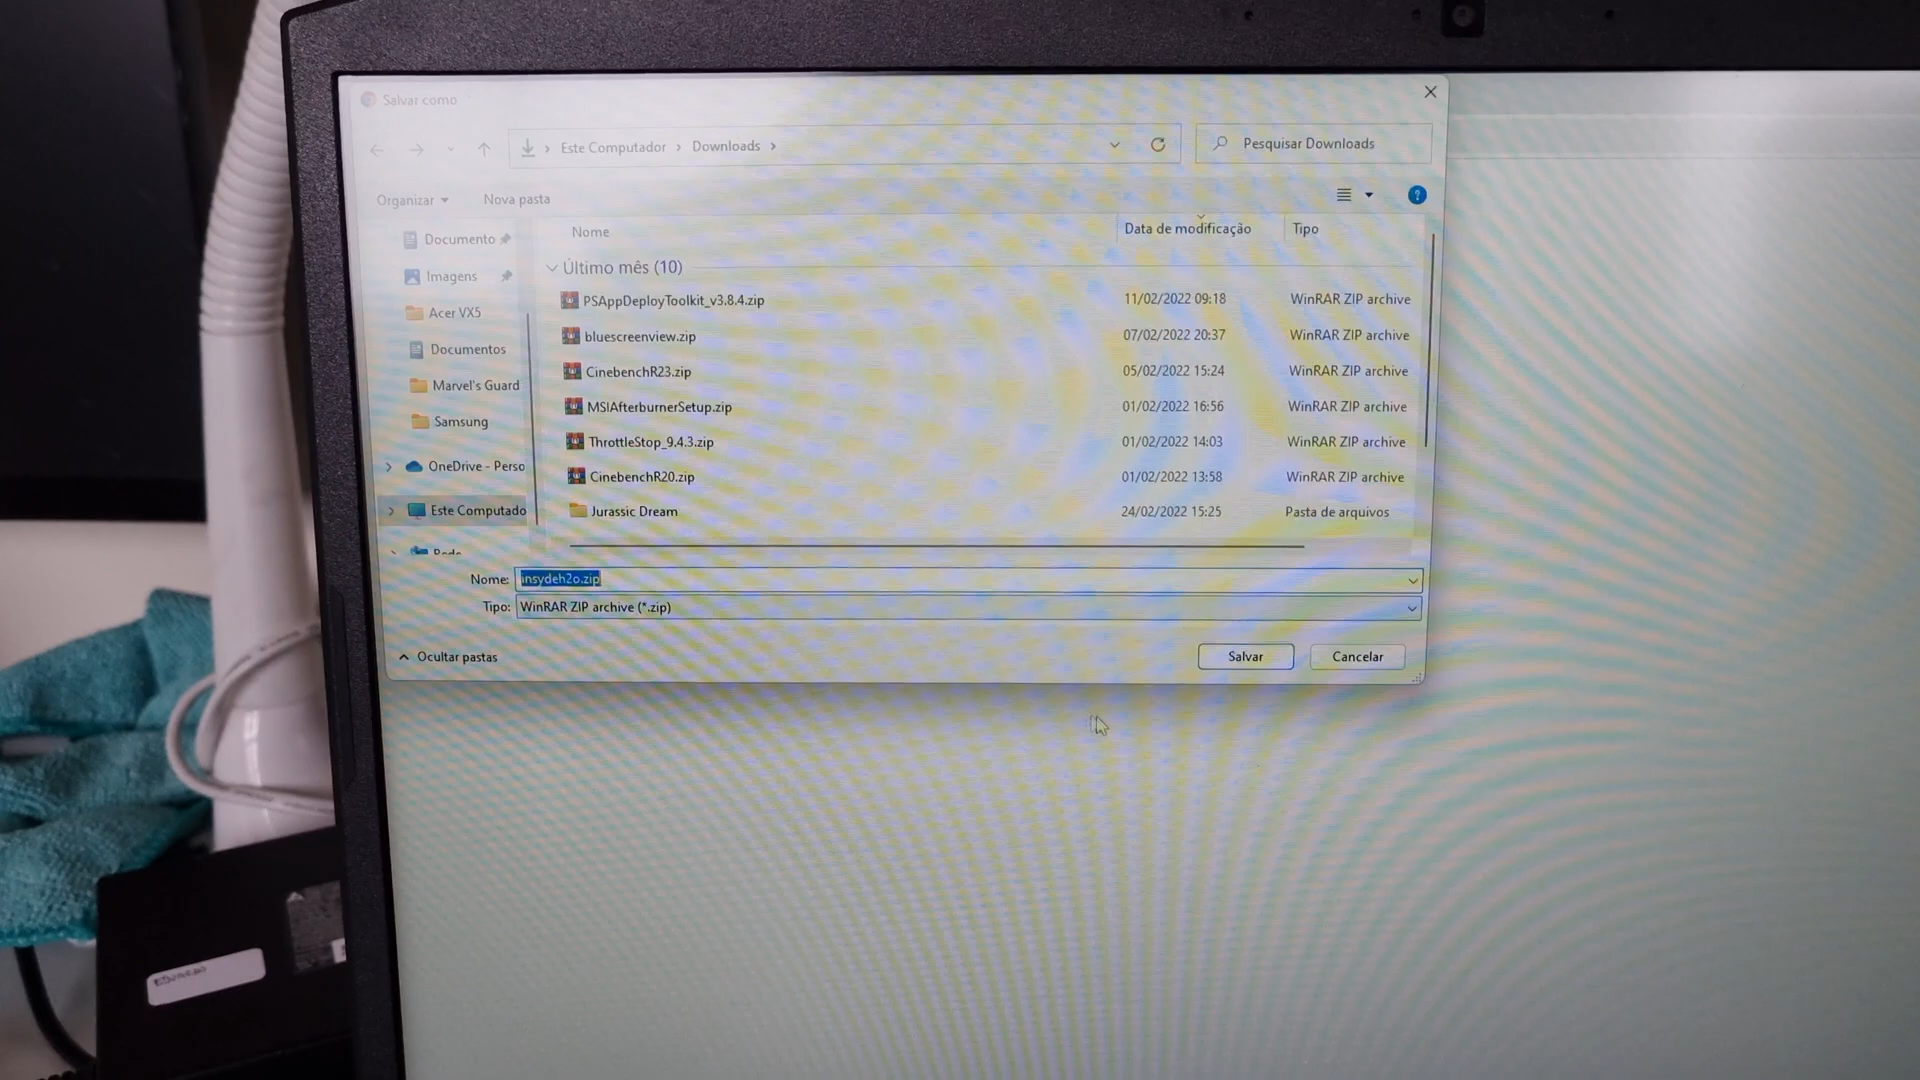 Salvar como
Este Computador > Downloads >
Pesquisar Downloads
Organizar
Nova pasta
Nome
Data de modificação
Tipo
Documento
Imagens
Acer VX5
Documentos
Marvel's Guard
Samsung
OneDrive - Perso
Este Computado
Último mês (10)
PSAppDeployToolkit_v3.8.4.zip 11/02/2022 09:18 WinRAR ZIP archive
bluescreenview.zip 07/02/2022 20:37 WinRAR ZIP archive
CinebenchR23.zip 05/02/2022 15:24 WinRAR ZIP archive
MSIAfterburnerSetup.zip 01/02/2022 16:56 WinRAR ZIP archive
ThrottleStop_9.4.3.zip 01/02/2022 14:03 WinRAR ZIP archive
CinebenchR20.zip 01/02/2022 13:58 WinRAR ZIP archive
Jurassic Dream 24/02/2022 15:25 Pasta de arquivos
Nome: insydeh2o.zip
Tipo: WinRAR ZIP archive (*.zip)
Ocultar pastas
Salvar
Cancelar